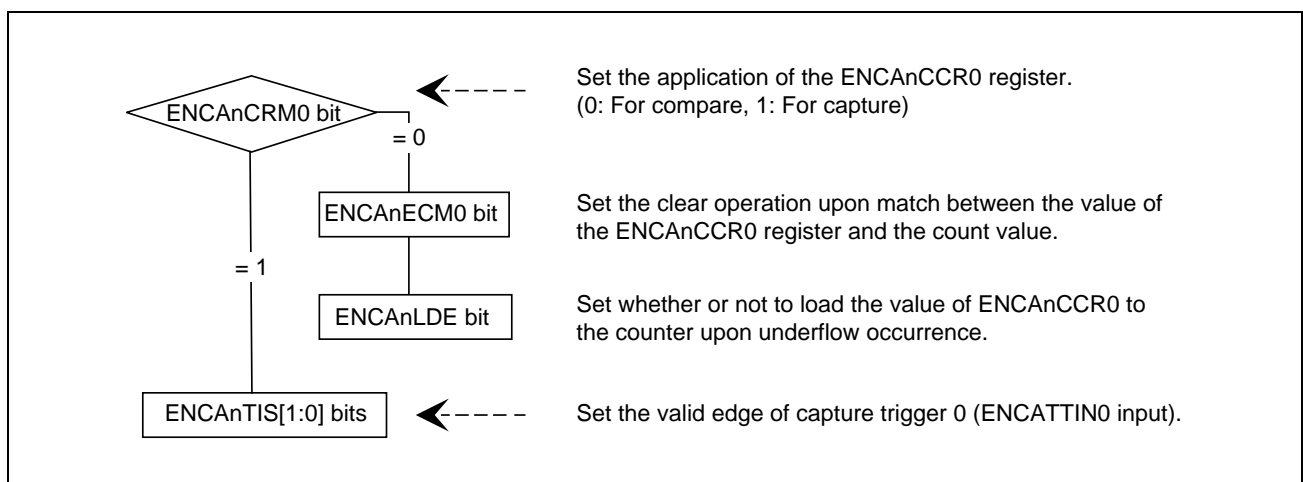 ENCAnCRM0 bit
Set the application of the ENCAnCCR0 register.
(0: For compare, 1: For capture)
= 0
ENCAnECM0 bit
Set the clear operation upon match between the value of
the ENCAnCCR0 register and the count value.
= 1
ENCAnLDE bit
Set whether or not to load the value of ENCAnCCR0 to
the counter upon underflow occurrence.
ENCAnTIS[1:0] bits
Set the valid edge of capture trigger 0 (ENCATTIN0 input).